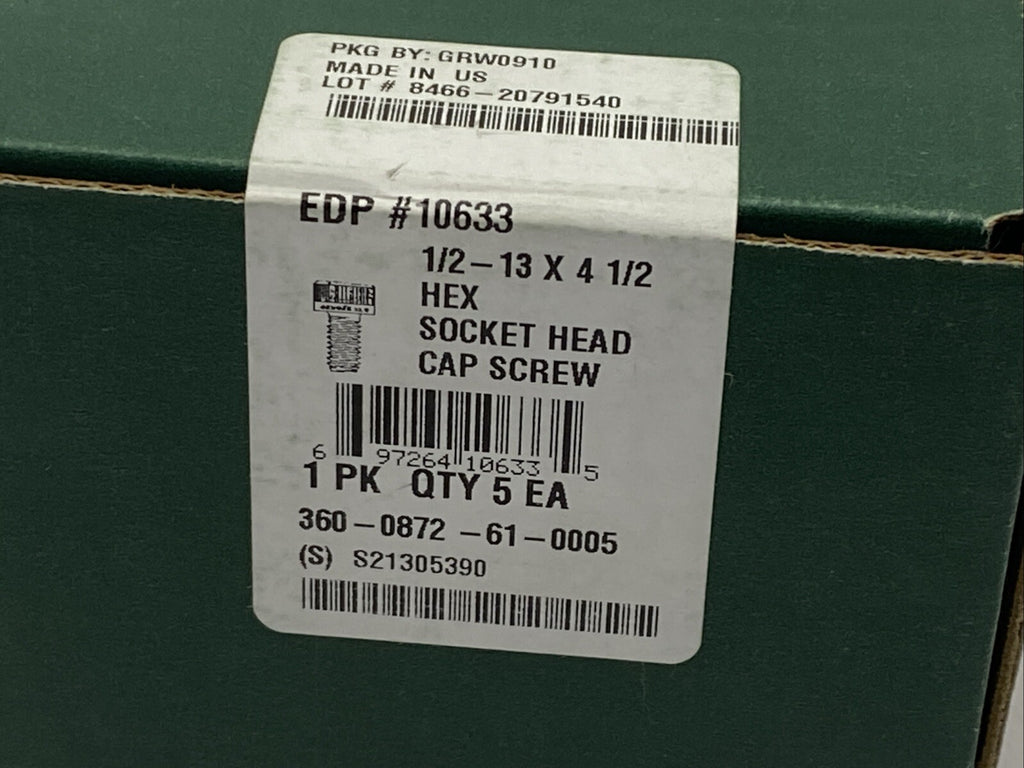 PKG BY: GRW0910
MADE IN US
LOT # 8466-20791540
EDP #10633
1/2-13 X 4 1/2
HEX
SOCKET HEAD
CAP SCREW
6 97264 10633 5
1 PK QTY 5 EA
360-0872-61-0005
(S) S21305390